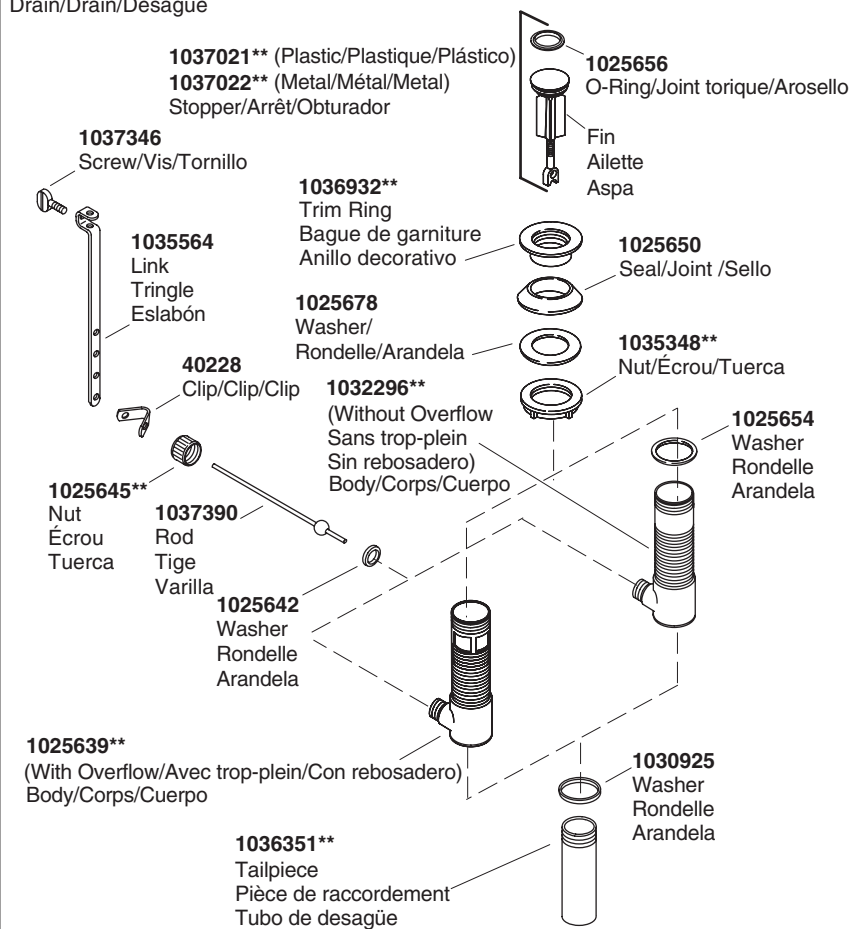 Drain/Drain/Desagüe
1037021** (Plastic/Plastique/Plástico)
1037022** (Metal/Métal/Metal)
Stopper/Arrêt/Obturador
1025656
O-Ring/Joint torique/Arosello
Fin
Ailette
Aspa
1037346
Screw/Vis/Tornillo
1036932**
Trim Ring
Bague de garniture
Anillo decorativo
1035564
Link
Tringle
Eslabón
1025650
Seal/Joint /Sello
1025678
Washer/
Rondelle/Arandela
1035348**
Nut/Écrou/Tuerca
40228
Clip/Clip/Clip
1032296**
(Without Overflow
Sans trop-plein
Sin rebosadero)
Body/Corps/Cuerpo
1025654
Washer
Rondelle
Arandela
1025645**
Nut
Écrou
Tuerca
1037390
Rod
Tige
Varilla
1025642
Washer
Rondelle
Arandela
1025639**
(With Overflow/Avec trop-plein/Con rebosadero)
Body/Corps/Cuerpo
1030925
Washer
Rondelle
Arandela
1036351**
Tailpiece
Pièce de raccordement
Tubo de desagüe